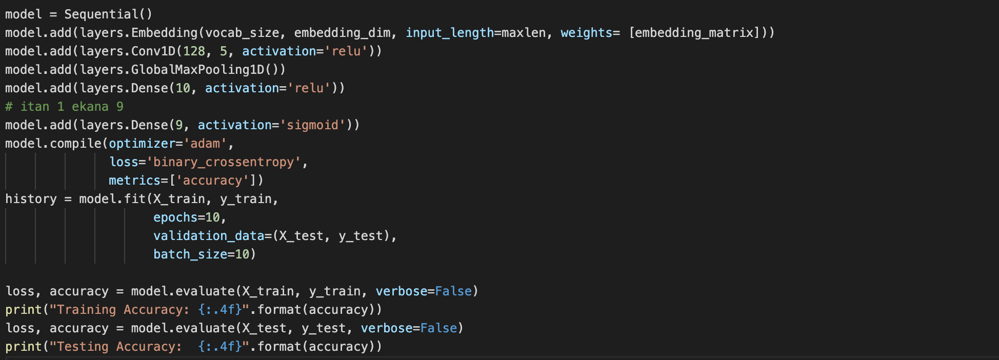 model = Sequential()
model.add(layers.Embedding(vocab_size, embedding_dim, input_length=maxlen, weights= [embedding_matrix]))
model.add(layers.Conv1D(128, 5, activation='relu'))
model.add(layers.GlobalMaxPooling1D())
model.add(layers.Dense(10, activation='relu'))
# itan 1 ekana 9
model.add(layers.Dense(9, activation='sigmoid'))
model.compile(optimizer='adam',
              loss='binary_crossentropy',
              metrics=['accuracy'])
history = model.fit(X_train, y_train,
                    epochs=10,
                    validation_data=(X_test, y_test),
                    batch_size=10)

loss, accuracy = model.evaluate(X_train, y_train, verbose=False)
print("Training Accuracy: {:.4f}".format(accuracy))
loss, accuracy = model.evaluate(X_test, y_test, verbose=False)
print("Testing Accuracy:  {:.4f}".format(accuracy))